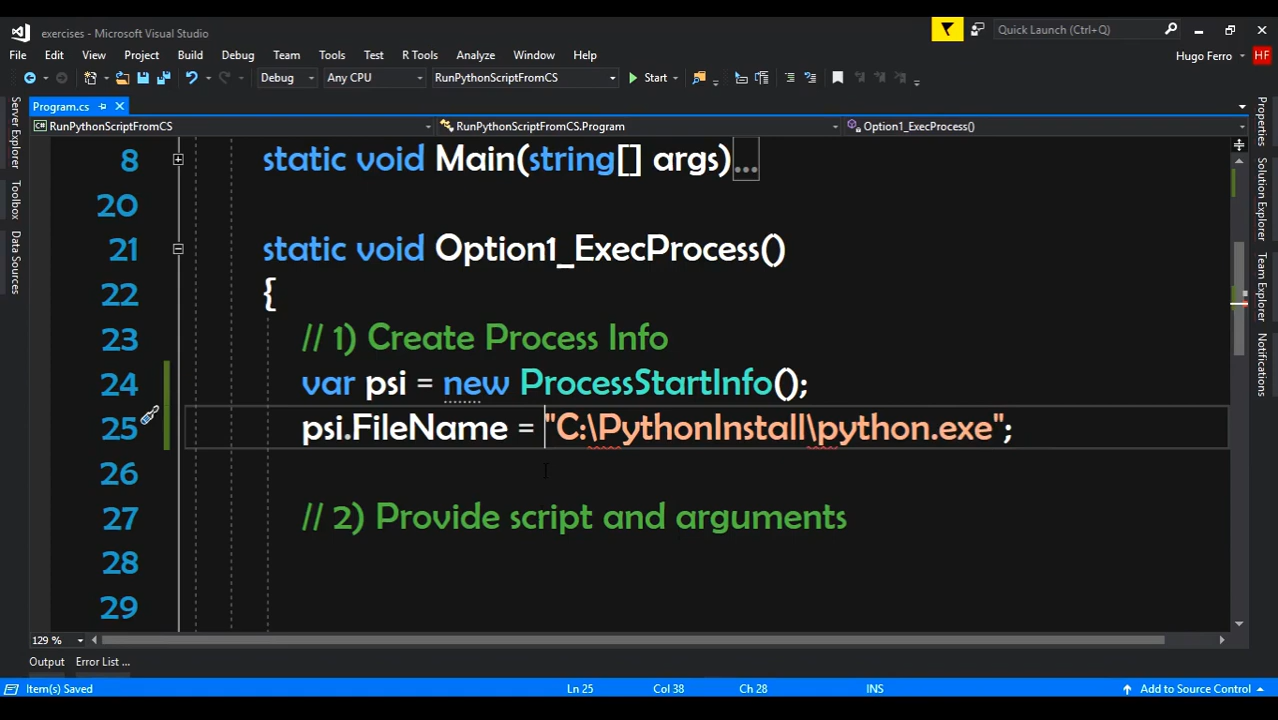 exercises - Microsoft Visual Studio
Quick Launch (Ctrl+Q)
File Edit View Project Build Debug Team Tools Test R Tools Analyze Window Help
Hugo Ferro HF
Debug Any CPU RunPythonScriptFromCS Start
Program.cs
RunPythonScriptFromCS RunPythonScriptFromCS.Program Option1_ExecProcess()
Server Explorer
Toolbox
Data Sources
Properties
Solution Explorer
Team Explorer
Notifications
8 static void Main(string[] args)...
20
21 static void Option1_ExecProcess()
22 {
23 // 1) Create Process Info
24 var psi = new ProcessStartInfo();
25 psi.FileName = "C:\PythonInstall\python.exe";
26
27 // 2) Provide script and arguments
28
29
129 %
Output Error List ...
Item(s) Saved Ln 25 Col 38 Ch 28 INS Add to Source Control